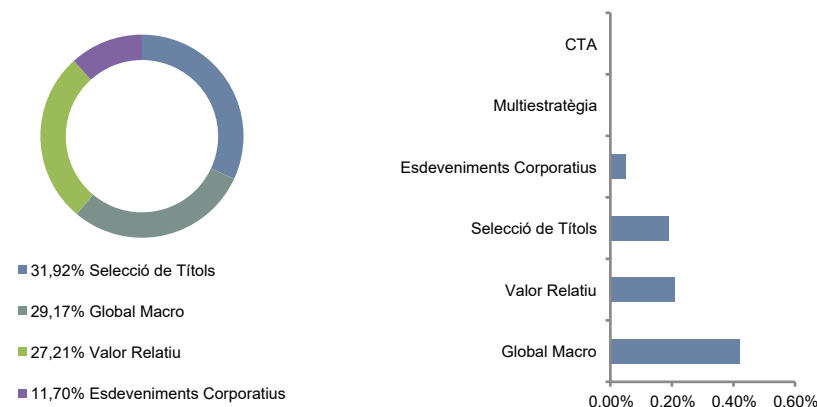 31,92% Selecció de Títols
29,17% Global Macro
27,21% Valor Relatiu
11,70% Esdeveniments Corporatius
CTA
Multiestratègia
Esdeveniments Corporatius
Selecció de Títols
Valor Relatiu
Global Macro
0.00% 0.20% 0.40% 0.60%